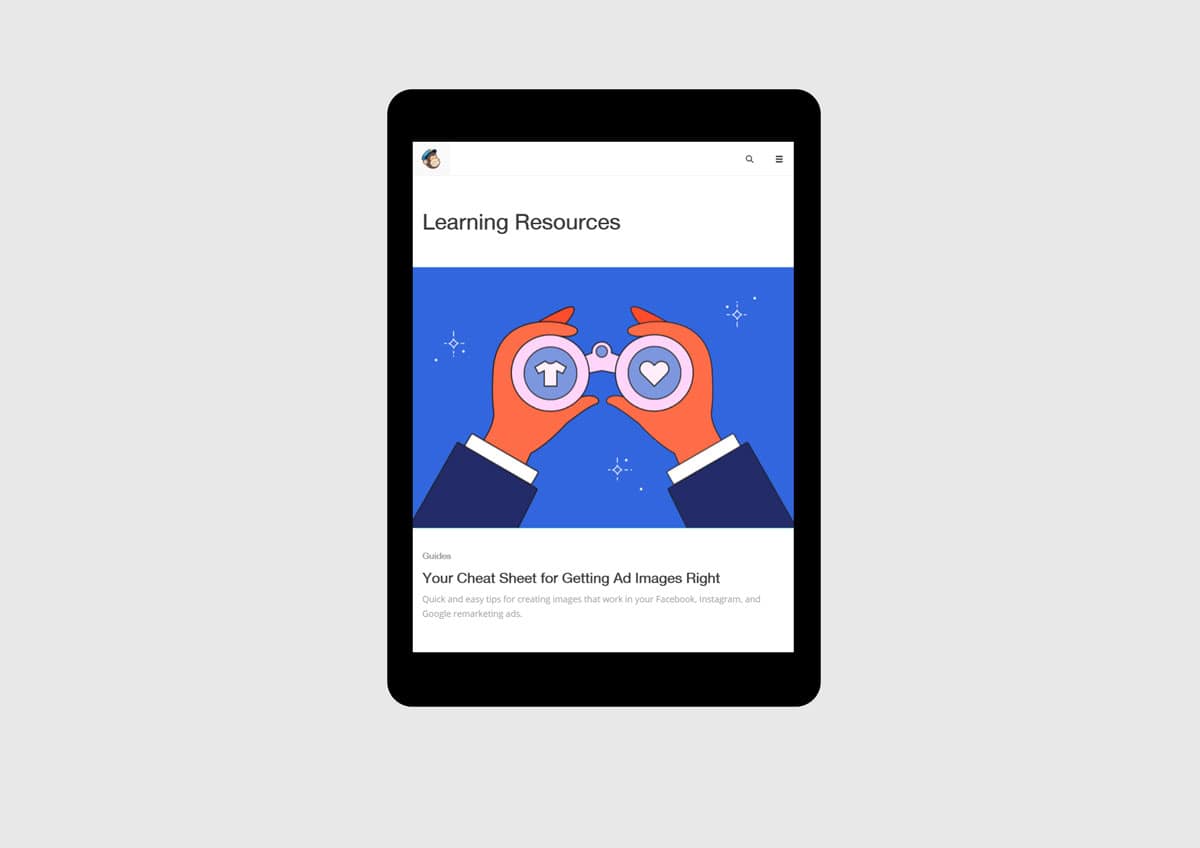 Learning Resources
Guides
Your Cheat Sheet for Getting Ad Images Right
Quick and easy tips for creating images that work in your Facebook, Instagram, and
Google remarketing ads.